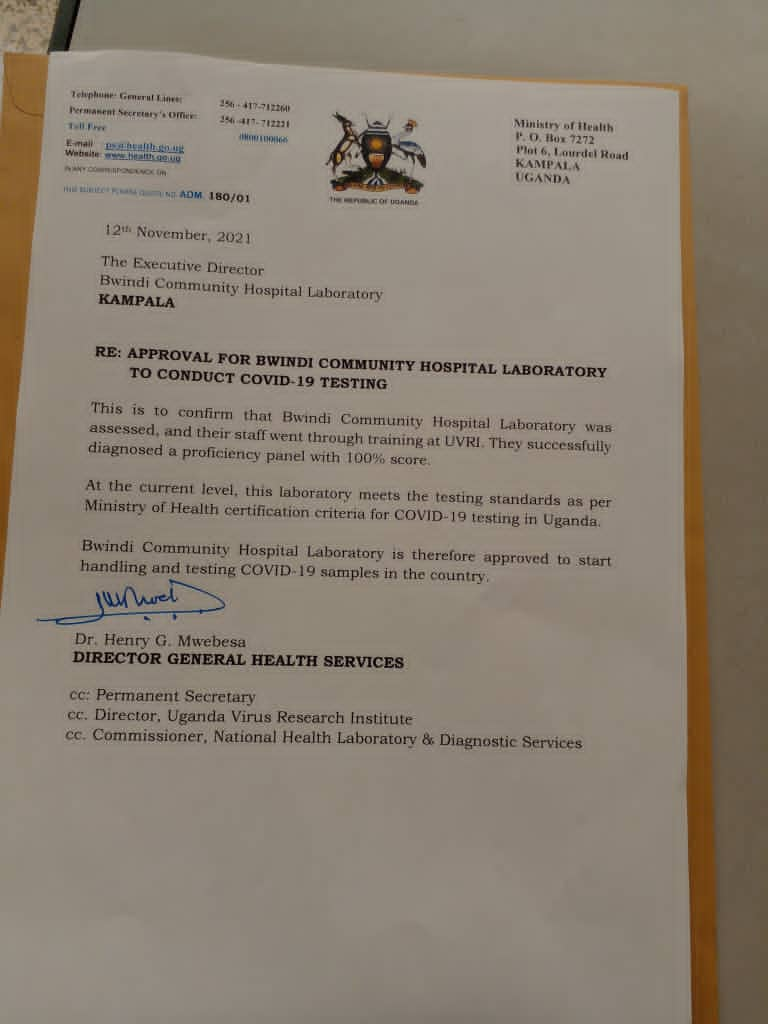 Telephone: General Lines: 256 - 417-712260
Permanent Secretary's Office: 256 -417- 712221
Toll Free 0800100066
E-mail ps@health.go.ug
Website: www.health.go.ug
IN ANY CORRESPONDENCE ON
THIS SUBJECT PLEASE QUOTE NO. ADM. 180/01
THE REPUBLIC OF UGANDA
Ministry of Health
P. O. Box 7272
Plot 6, Lourdel Road
KAMPALA
UGANDA
12th November, 2021
The Executive Director
Bwindi Community Hospital Laboratory
KAMPALA
RE: APPROVAL FOR BWINDI COMMUNITY HOSPITAL LABORATORY
TO CONDUCT COVID-19 TESTING
This is to confirm that Bwindi Community Hospital Laboratory was
assessed, and their staff went through training at UVRI. They successfully
diagnosed a proficiency panel with 100% score.
At the current level, this laboratory meets the testing standards as per
Ministry of Health certification criteria for COVID-19 testing in Uganda.
Bwindi Community Hospital Laboratory is therefore approved to start
handling and testing COVID-19 samples in the country.
Dr. Henry G. Mwebesa
DIRECTOR GENERAL HEALTH SERVICES
cc: Permanent Secretary
cc. Director, Uganda Virus Research Institute
cc. Commissioner, National Health Laboratory & Diagnostic Services